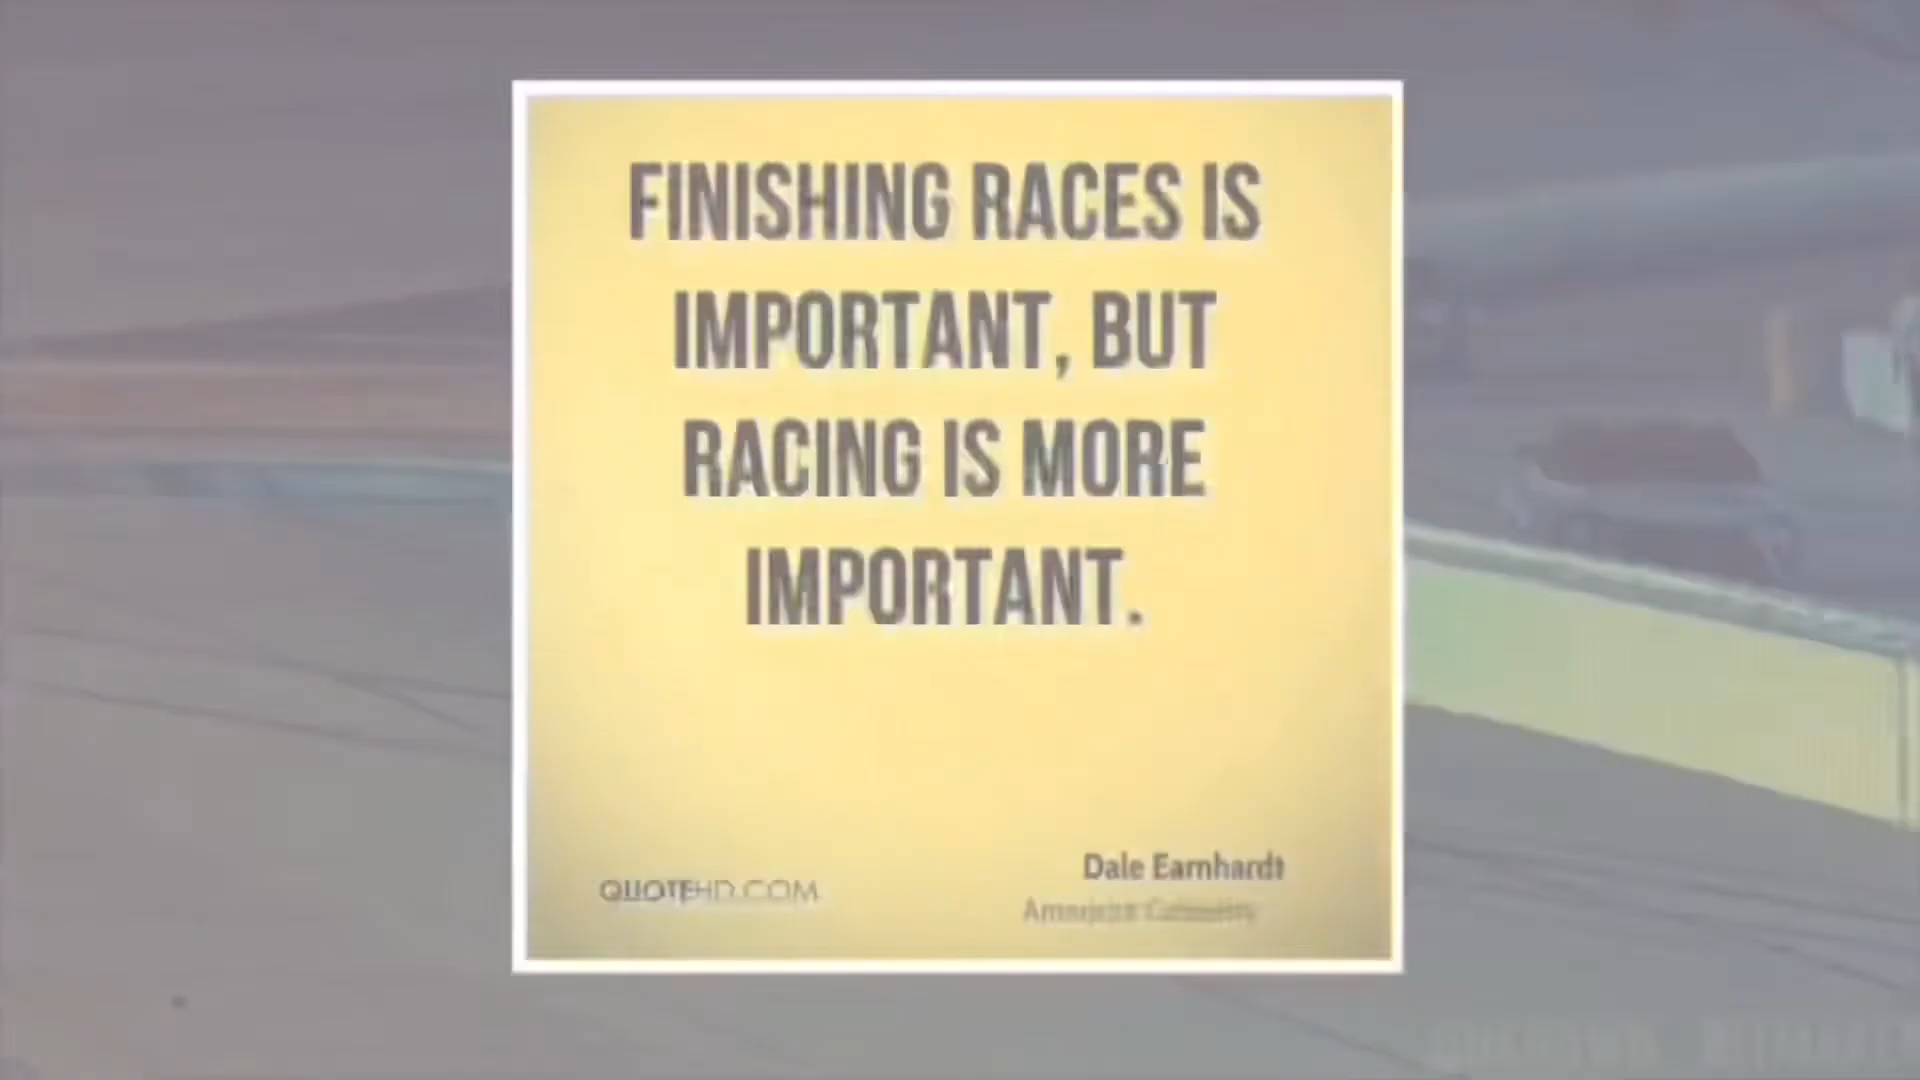 FINISHING RACES IS
IMPORTANT, BUT
RACING IS MORE
IMPORTANT.
Dale Earnhardt
QUOTEHD.COM